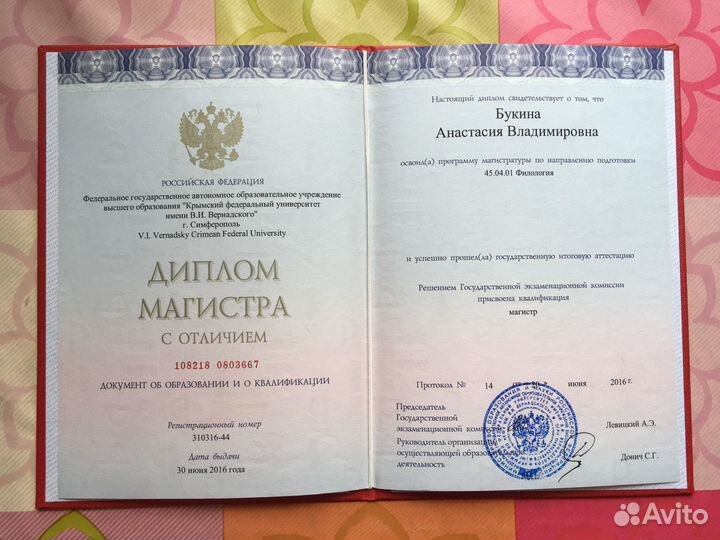 РОССИЙСКАЯ ФЕДЕРАЦИЯ
Федеральное государственное автономное образовательное учреждение
высшего образования "Крымский федеральный университет
имени В.И. Вернадского"
г. Симферополь
V.I. Vernadsky Crimean Federal University
ДИПЛОМ
МАГИСТРА
С ОТЛИЧИЕМ
108218 0803667
ДОКУМЕНТ ОБ ОБРАЗОВАНИИ И О КВАЛИФИКАЦИИ
Регистрационный номер
310316-44
Дата выдачи
30 июня 2016 года
Настоящий диплом свидетельствует о том, что
Букина
Анастасия Владимировна
освоил(а) программу магистратуры по направлению подготовки
45.04.01 Филология
и успешно прошел(ла) государственную итоговую аттестацию
Решением Государственной экзаменационной комиссии
присвоена квалификация
магистр
Протокол № 14 июня 2016 г.
Председатель
Государственной
экзаменационной комиссии
Левицкий А.Э.
Руководитель организации,
осуществляющей образовательную
деятельность
Донич С.Г.
Avito